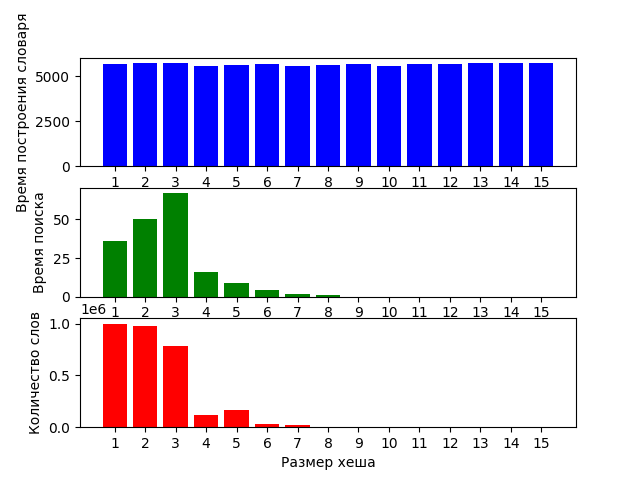 Время построения словаря
5000
2500
0
1 2 3 4 5 6 7 8 9 10 11 12 13 14 15
Время поиска
50
25
0
1 2 3 4 5 6 7 8 9 10 11 12 13 14 15
1e6
Количество слов
1.0
0.5
0.0
1 2 3 4 5 6 7 8 9 10 11 12 13 14 15
Размер хеша